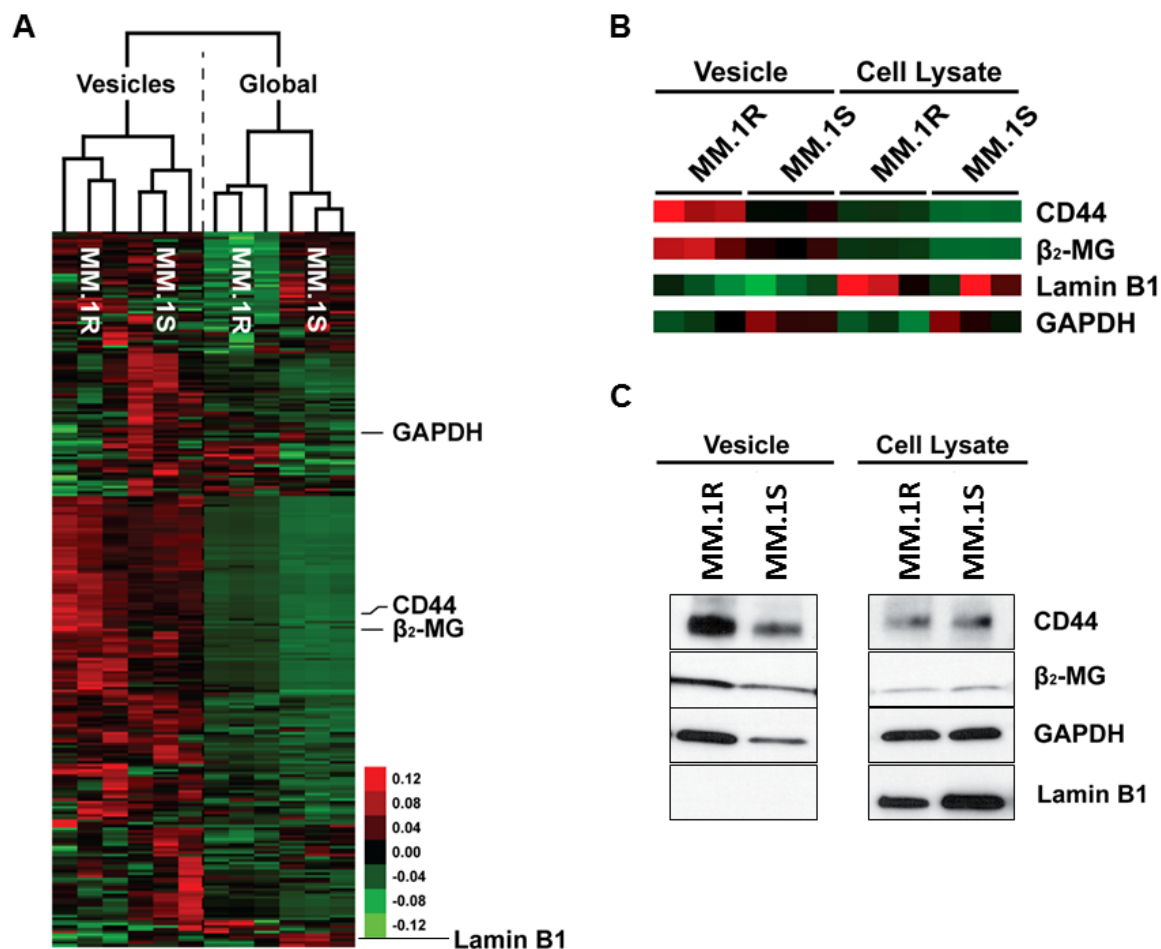 A
Vesicles
Global
MM.1R
MM.1S
MM.1R
MM.1S
GAPDH
CD44
β₂-MG
0.12
0.08
0.04
0.00
-0.04
-0.08
-0.12
Lamin B1
B
Vesicle
Cell Lysate
MM.1R
MM.1S
MM.1R
MM.1S
CD44
β₂-MG
Lamin B1
GAPDH
C
Vesicle
Cell Lysate
MM.1R
MM.1S
MM.1R
MM.1S
CD44
β₂-MG
GAPDH
Lamin B1